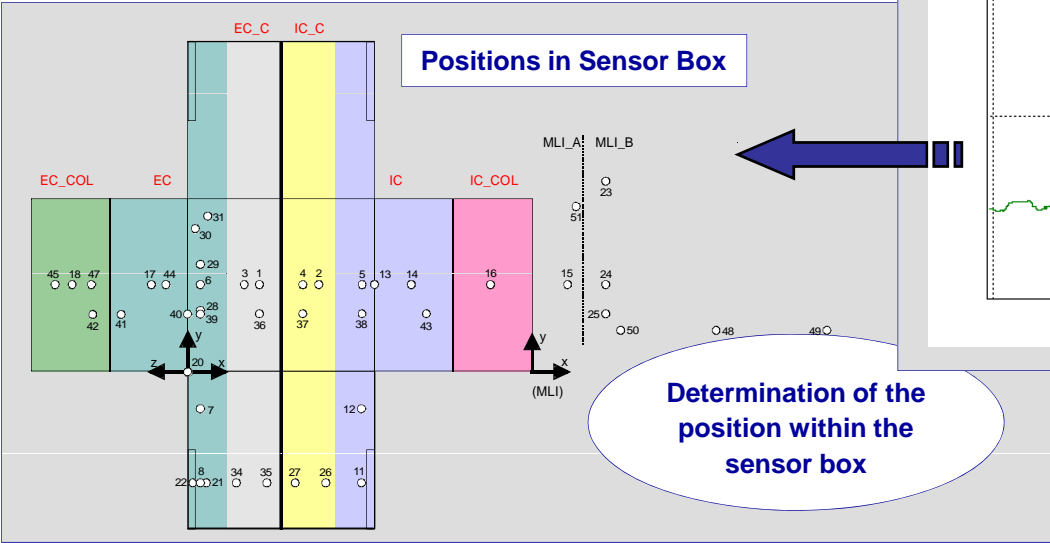 EC_C IC_C
Positions in Sensor Box
MLI_A MLI_B
EC_COL EC IC IC_COL
23
51
31
30
29
45 18 47 17 44 6 3 1 4 2 5 13 14 16 15 24
28
42 41 40 39 36 37 38 43 25
50 48 49
y y
z 20 x x
(MLI)
Determination of the
position within the
sensor box
7 12
22 8 21 34 35 27 26 11